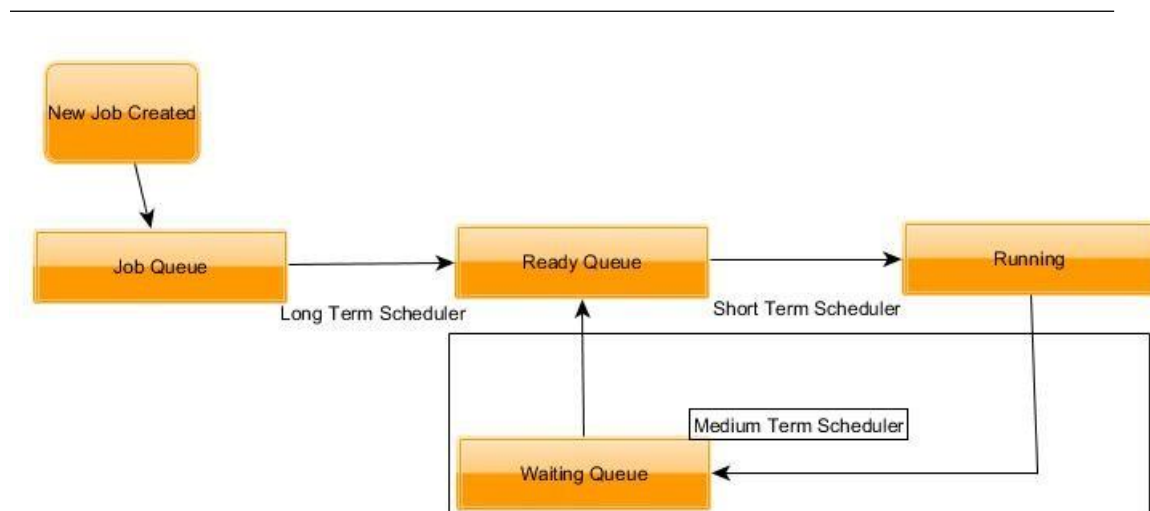 New Job Created
Job Queue
Ready Queue
Running
Long Term Scheduler
Short Term Scheduler
Medium Term Scheduler
Waiting Queue